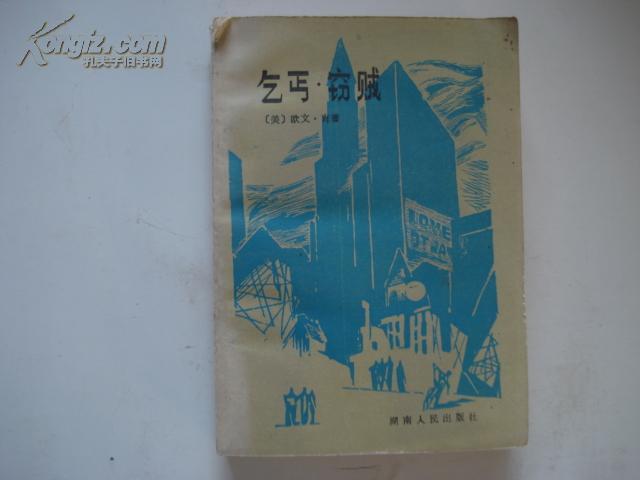 Kongfz.com
孔夫子旧书网
乞丐·窃贼
〔美〕欧文·肖著
HOME
湖南人民出版社